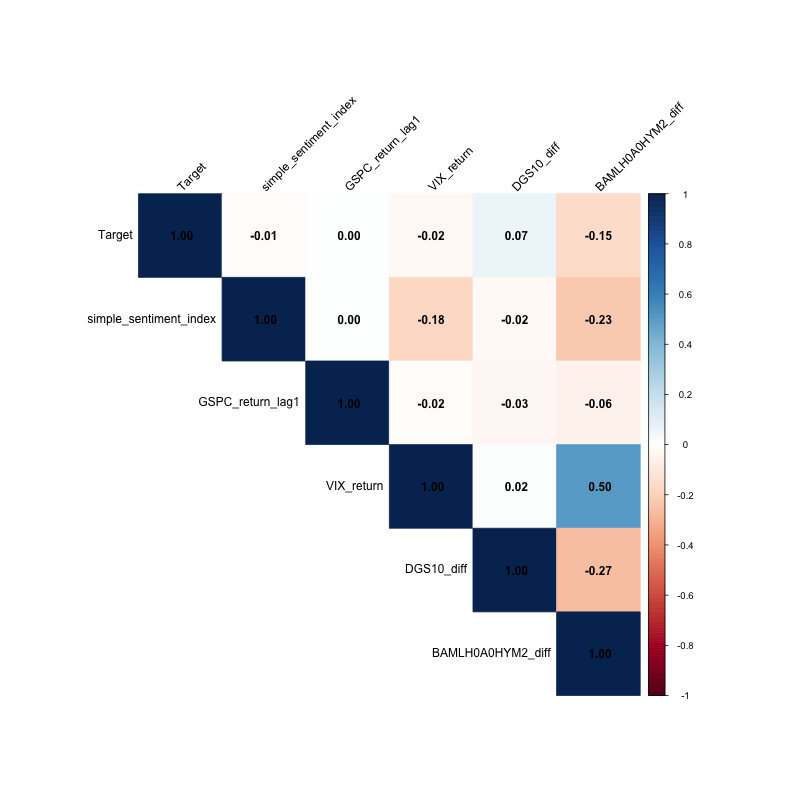 Target
simple_sentiment_index
GSPC_return_lag1
VIX_return
DGS10_diff
BAMLH0A0HYM2_diff
Target 1.00 -0.01 0.00 -0.02 0.07 -0.15
simple_sentiment_index 1.00 0.00 -0.18 -0.02 -0.23
GSPC_return_lag1 1.00 -0.02 -0.03 -0.06
VIX_return 1.00 0.02 0.50
DGS10_diff 1.00 -0.27
BAMLH0A0HYM2_diff 1.00
1
0.8
0.6
0.4
0.2
0
-0.2
-0.4
-0.6
-0.8
-1